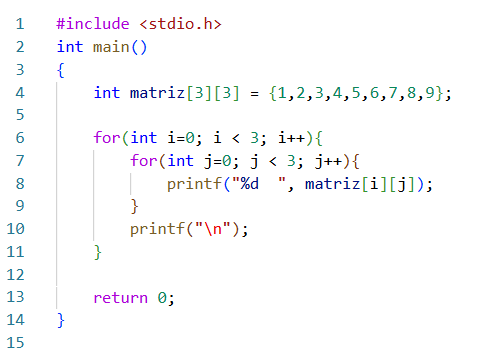 1 #include <stdio.h>
2 int main()
3 {
4     int matriz[3][3] = {1,2,3,4,5,6,7,8,9};
5
6     for(int i=0; i < 3; i++){
7         for(int j=0; j < 3; j++){
8             printf("%d  ", matriz[i][j]);
9         }
10         printf("\n");
11     }
12
13     return 0;
14 }
15